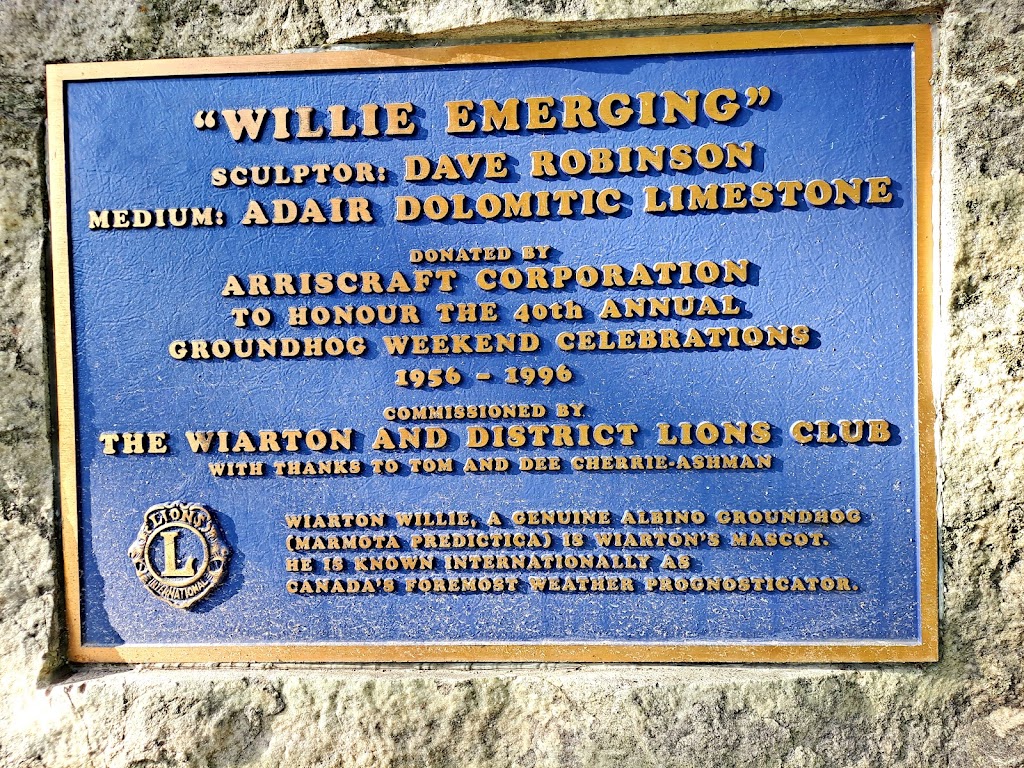 “WILLIE EMERGING”
SCULPTOR: DAVE ROBINSON
MEDIUM: ADAIR DOLOMITIC LIMESTONE
DONATED BY
ARRISCRAFT CORPORATION
TO HONOUR THE 40th ANNUAL
GROUNDHOG WEEKEND CELEBRATIONS
1956 – 1996
COMMISSIONED BY
THE WIARTON AND DISTRICT LIONS CLUB
WITH THANKS TO TOM AND DEE CHERRIE-ASHMAN
LIONS
L
INTERNATIONAL
WIARTON WILLIE, A GENUINE ALBINO GROUNDHOG
(MARMOTA PREDICTICA) IS WIARTON'S MASCOT.
HE IS KNOWN INTERNATIONALLY AS
CANADA'S FOREMOST WEATHER PROGNOSTICATOR.